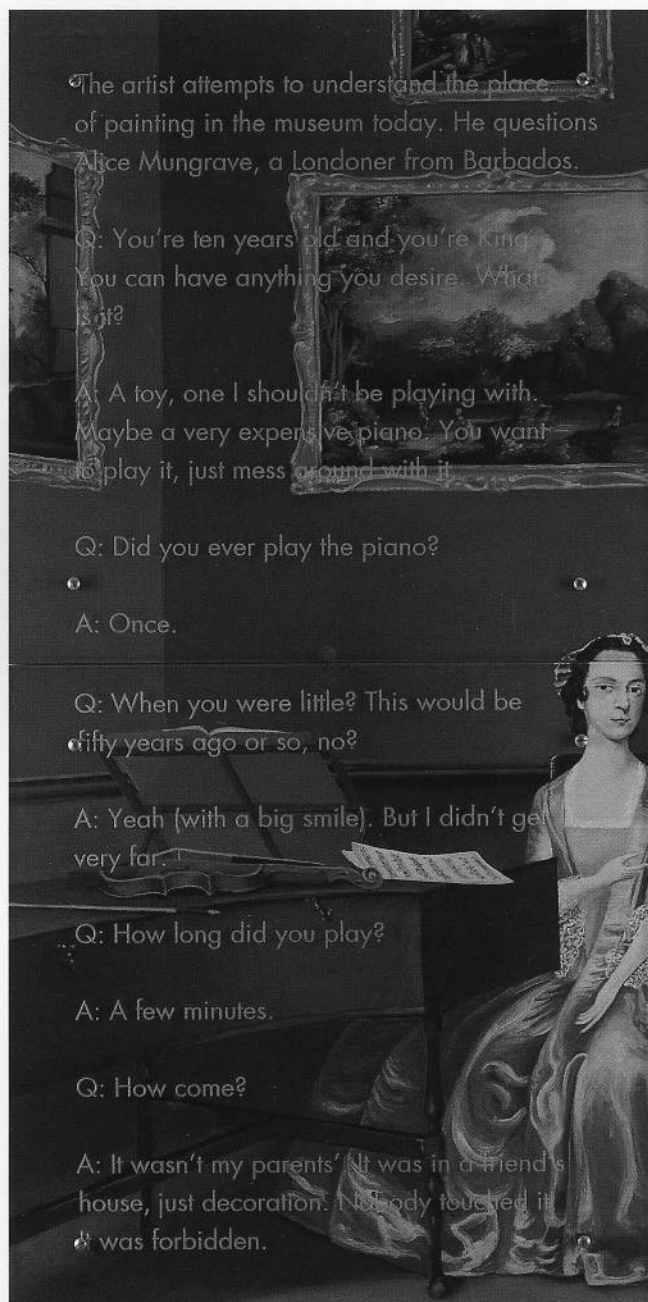 The artist attempts to understand the place
of painting in the museum today. He questions
Alice Mungrave, a Londoner from Barbados.
Q: You're ten years old and you're King.
You can have anything you desire. What
is it?
A: A toy, one I shouldn't be playing with.
Maybe a very expensive piano. You want
to play it, just mess around with it.
Q: Did you ever play the piano?
A: Once.
Q: When you were little? This would be
fifty years ago or so, no?
A: Yeah (with a big smile). But I didn't get
very far.
Q: How long did you play?
A: A few minutes.
Q: How come?
A: It wasn't my parents'. It was in a friend's
house, just decoration. Nobody touched it.
It was forbidden.